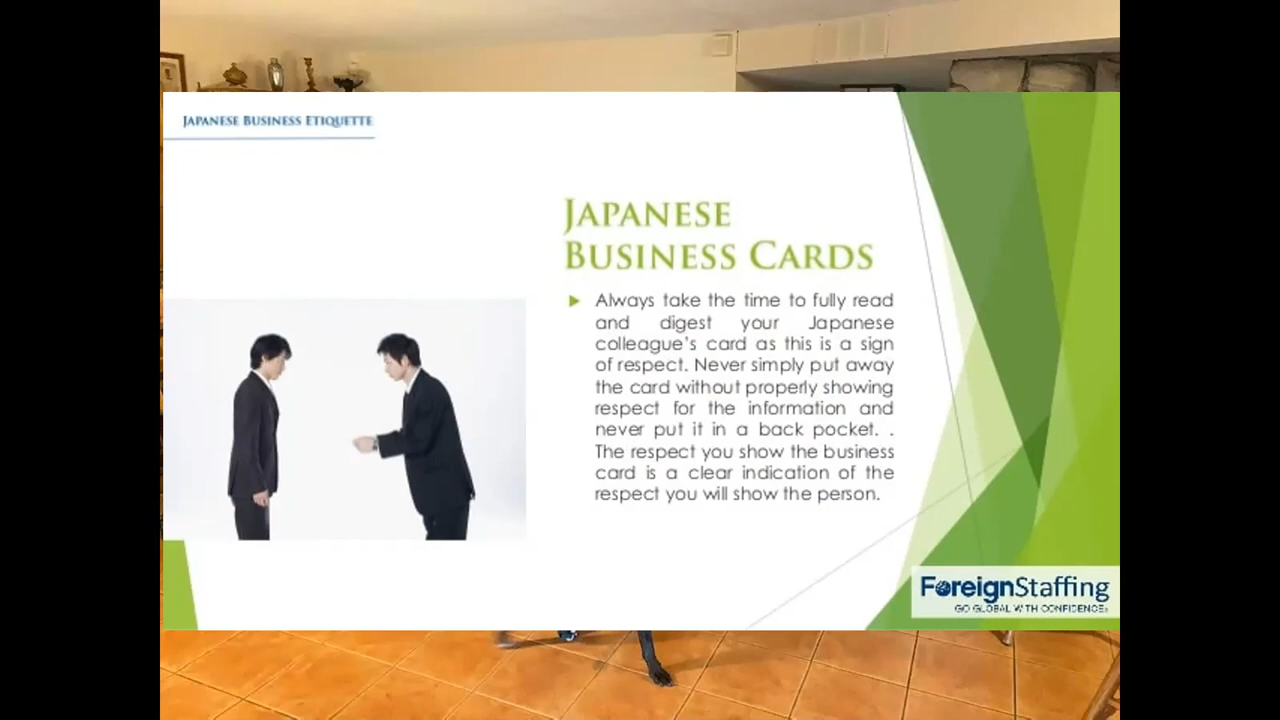 JAPANESE BUSINESS ETIQUETTE
JAPANESE
BUSINESS CARDS
Always take the time to fully read
and digest your Japanese
colleague's card as this is a sign
of respect. Never simply put away
the card without properly showing
respect for the information and
never put it in a back pocket. .
The respect you show the business
card is a clear indication of the
respect you will show the person.
ForeignStaffing
GO GLOBAL WITH CONFIDENCE